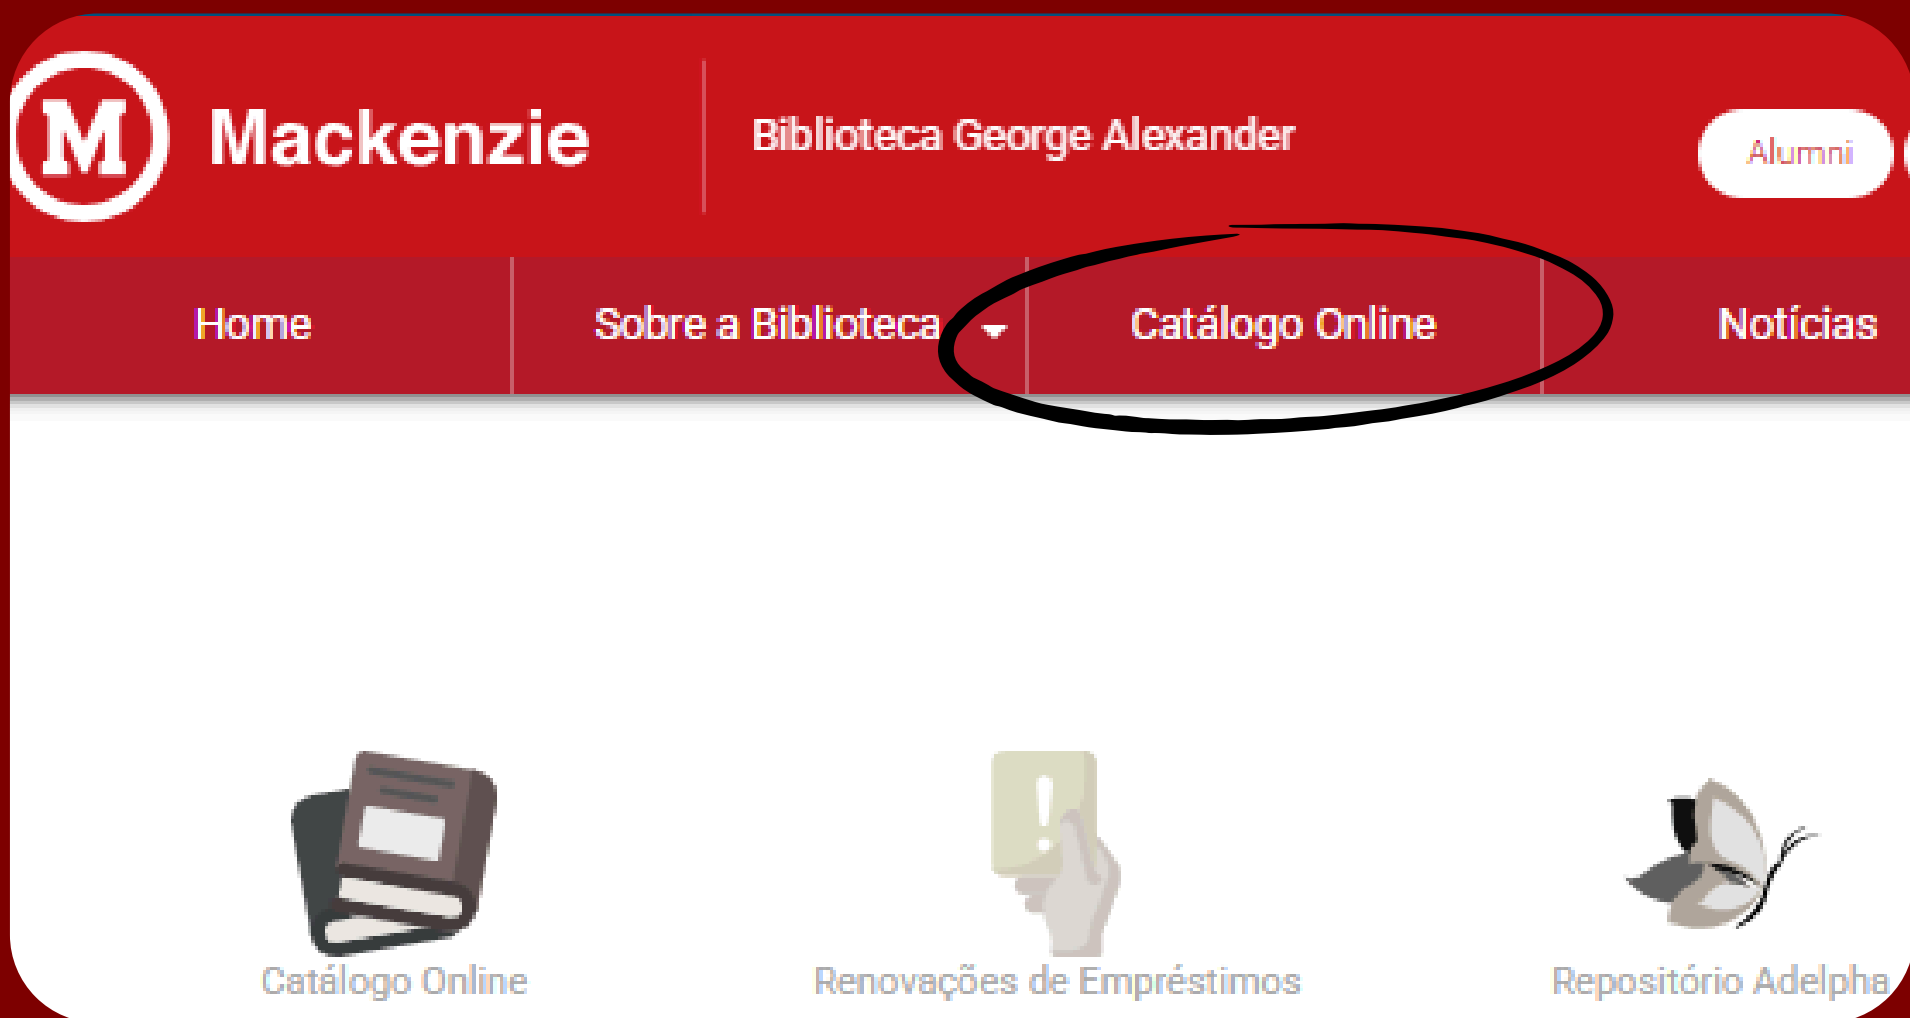 M Mackenzie
Biblioteca George Alexander
Alumni
Home
Sobre a Biblioteca
Catálogo Online
Notícias
Catálogo Online
Renovações de Empréstimos
Repositório Adelpha